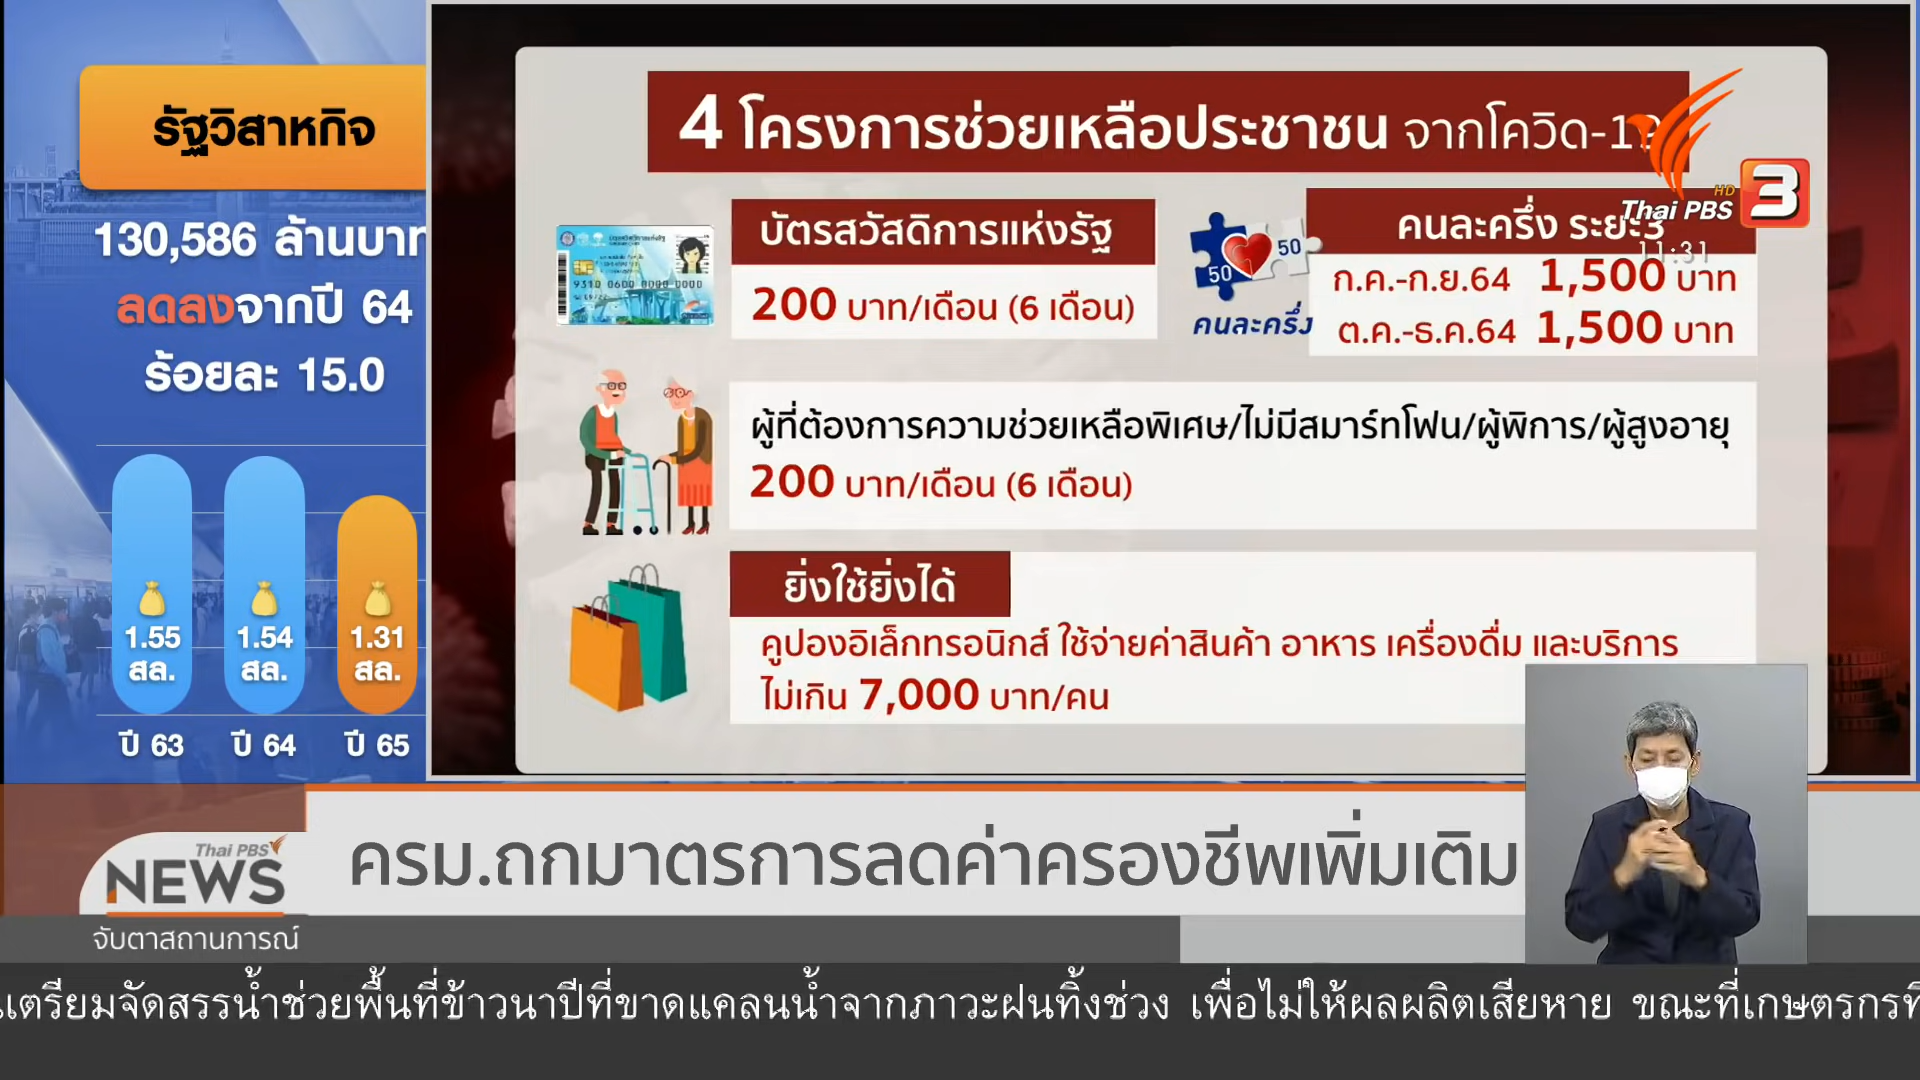 รัฐวิสาหกิจ
130,586 ล้านบาท
ลดลงจากปี 64
ร้อยละ 15.0
1.55 สล.
1.54 สล.
1.31 สล.
ปี 63
ปี 64
ปี 65
4 โครงการช่วยเหลือประชาชน จากโควิด-19
HD
Thai PBS
3
11:31
บัตรสวัสดิการแห่งรัฐ
200 บาท/เดือน (6 เดือน)
50 50
คนละครึ่ง
คนละครึ่ง ระยะ3
ก.ค.-ก.ย.64 1,500 บาท
ต.ค.-ธ.ค.64 1,500 บาท
ผู้ที่ต้องการความช่วยเหลือพิเศษ/ไม่มีสมาร์ทโฟน/ผู้พิการ/ผู้สูงอายุ
200 บาท/เดือน (6 เดือน)
ยิ่งใช้ยิ่งได้
คูปองอิเล็กทรอนิกส์ ใช้จ่ายค่าสินค้า อาหาร เครื่องดื่ม และบริการ
ไม่เกิน 7,000 บาท/คน
Thai PBS
NEWS
จับตาสถานการณ์
ครม.ถกมาตรการลดค่าครองชีพเพิ่มเติม
เตรียมจัดสรรน้ำช่วยพื้นที่ข้าวนาปีที่ขาดแคลนน้ำจากภาวะฝนทิ้งช่วง เพื่อไม่ให้ผลผลิตเสียหาย ขณะที่เกษตรกร